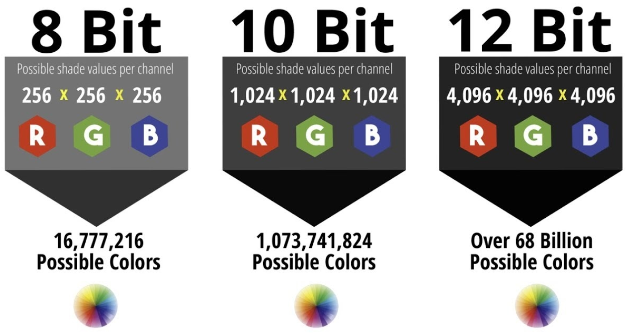 8 Bit
Possible shade values per channel
256 x 256 x 256
R G B
16,777,216
Possible Colors
10 Bit
Possible shade values per channel
1,024 x 1,024 x 1,024
R G B
1,073,741,824
Possible Colors
12 Bit
Possible shade values per channel
4,096 x 4,096 x 4,096
R G B
Over 68 Billion
Possible Colors